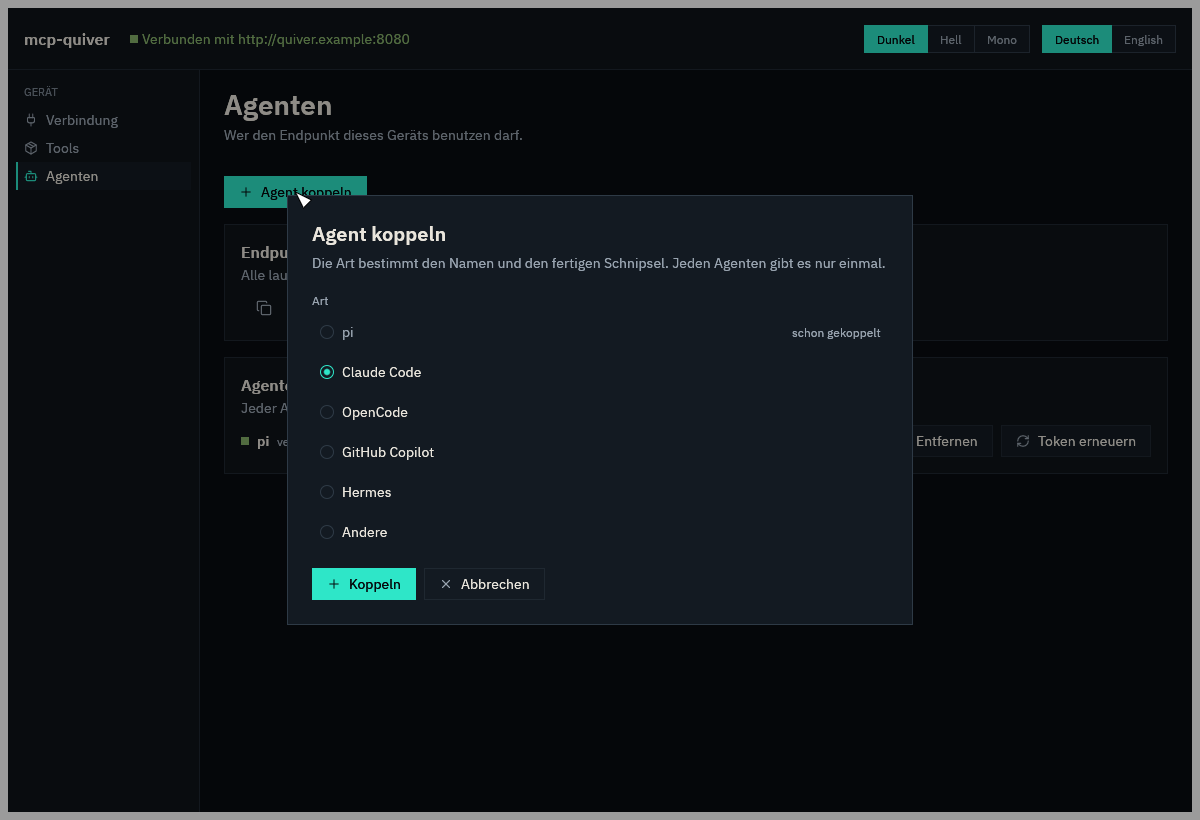 mcp-quiver
Verbunden mit http://quiver.example:8080
Dunkel Hell Mono
Deutsch English
GERÄT
Verbindung
Tools
Agenten
Agenten
Wer den Endpunkt dieses Geräts benutzen darf.
Agent koppeln
Alle
Jeder
pi
Entfernen
Token erneuern
Agent koppeln
Die Art bestimmt den Namen und den fertigen Schnipsel. Jeden Agenten gibt es nur einmal.
Art
pi schon gekoppelt
Claude Code
OpenCode
GitHub Copilot
Hermes
Andere
Koppeln
Abbrechen